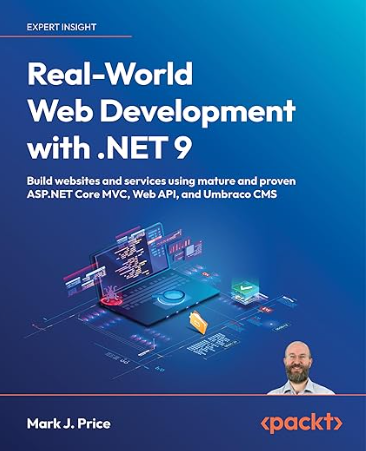 EXPERT INSIGHT
Real-World
Web Development
with .NET 9
Build websites and services using mature and proven
ASP.NET Core MVC, Web API, and Umbraco CMS
Mark J. Price
<packt>